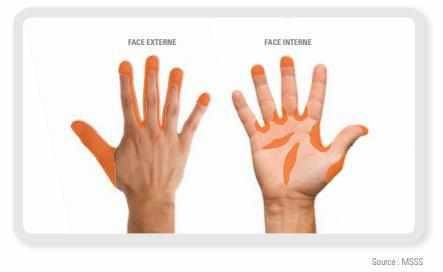 FACE EXTERNE
FACE INTERNE
Source : MSSS